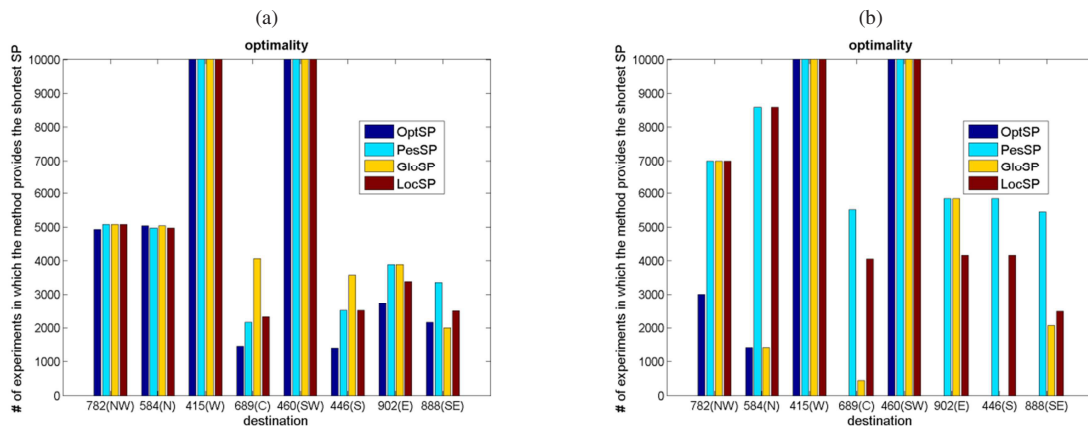 (a)
optimality
# of experiments in which the method provides the shortest SP
10000
9000
8000
7000
6000
5000
4000
3000
2000
1000
0
OptSP
PesSP
GloSP
LocSP
782(NW) 584(N) 415(W) 689(C) 460(SW) 446(S) 902(E) 888(SE)
destination
(b)
optimality
# of experiments in which the method provides the shortest SP
10000
9000
8000
7000
6000
5000
4000
3000
2000
1000
0
OptSP
PesSP
GloSP
LocSP
782(NW) 584(N) 415(W) 689(C) 460(SW) 902(E) 446(S) 888(SE)
destination